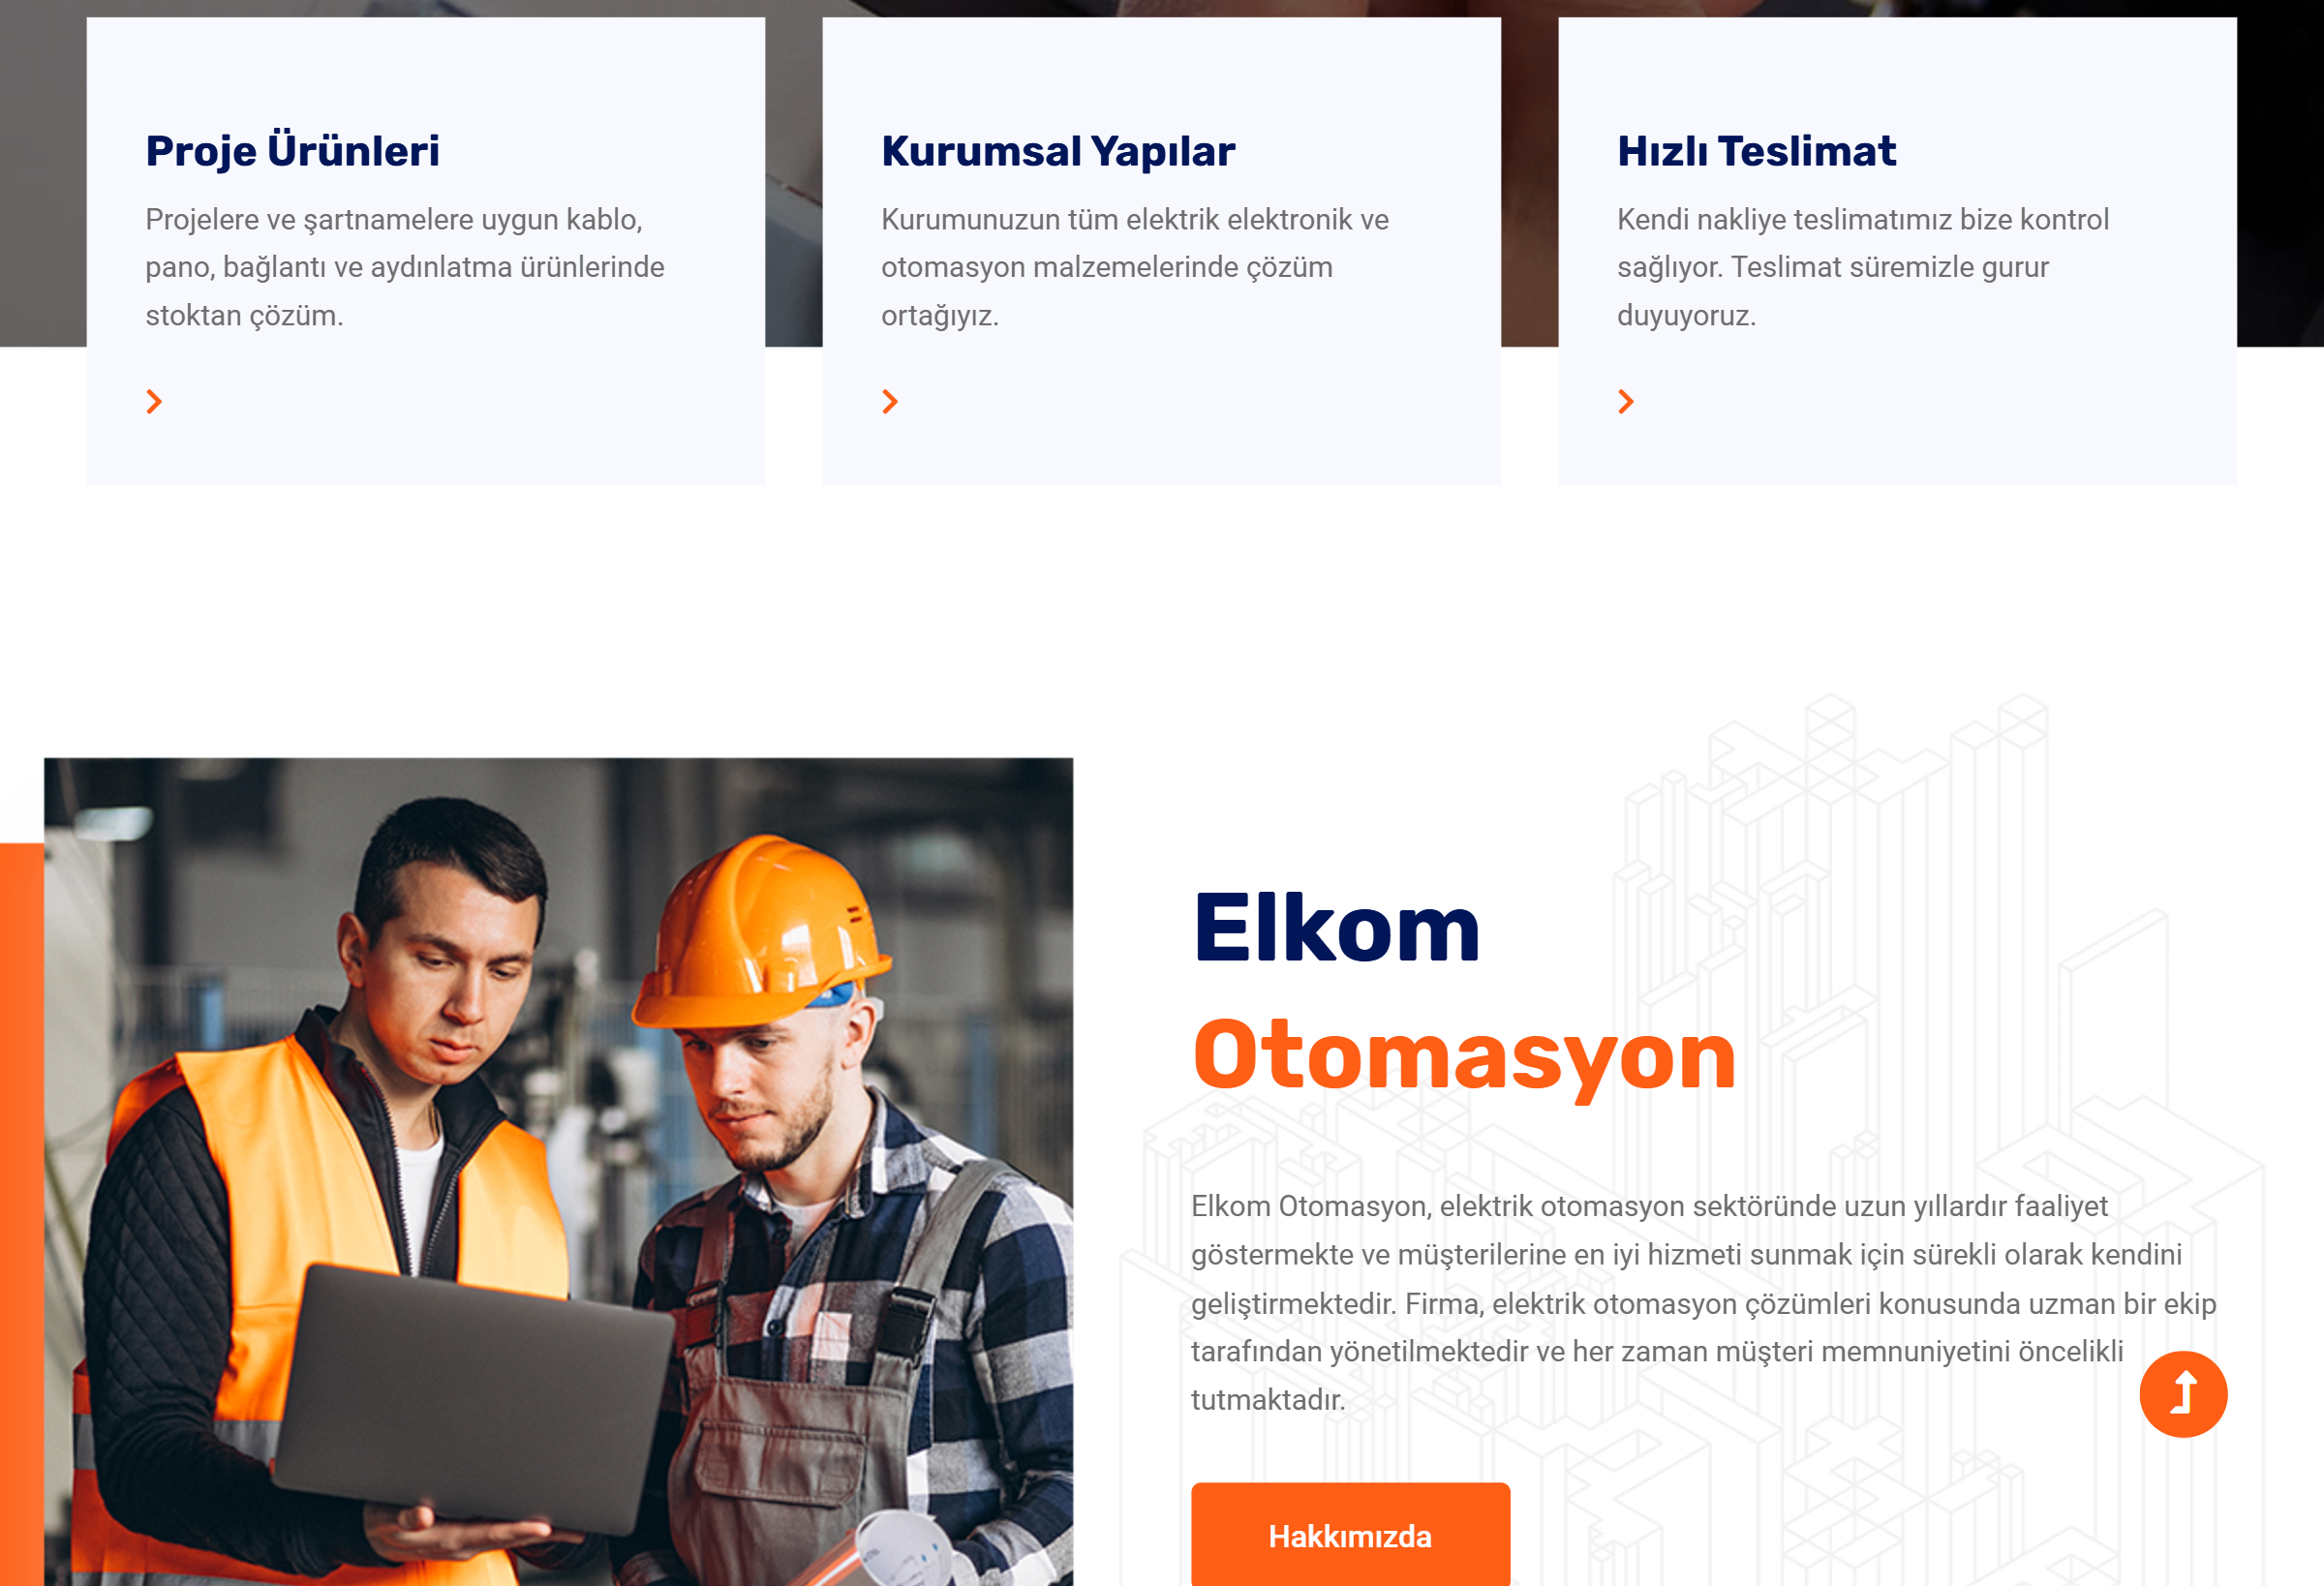 Proje Ürünleri
Projelere ve şartnamelere uygun kablo,
pano, bağlantı ve aydınlatma ürünlerinde
stoktan çözüm.
Kurumsal Yapılar
Kurumunuzun tüm elektrik elektronik ve
otomasyon malzemelerinde çözüm
ortağıyız.
Hızlı Teslimat
Kendi nakliye teslimatımız bize kontrol
sağlıyor. Teslimat süremizle gurur
duyuyoruz.
Elkom
Otomasyon
Elkom Otomasyon, elektrik otomasyon sektöründe uzun yıllardır faaliyet
göstermekte ve müşterilerine en iyi hizmeti sunmak için sürekli olarak kendini
geliştirmektedir. Firma, elektrik otomasyon çözümleri konusunda uzman bir ekip
tarafından yönetilmektedir ve her zaman müşteri memnuniyetini öncelikli
tutmaktadır.
Hakkımızda